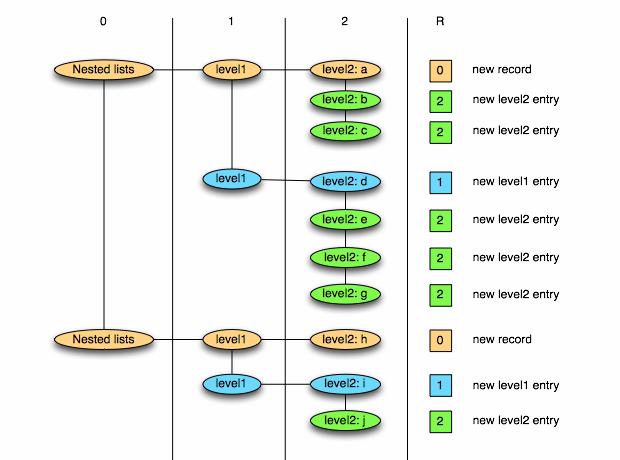 0 1 2 R
Nested lists level1 level2: a 0 new record
level2: b 2 new level2 entry
level2: c 2 new level2 entry
level1 level2: d 1 new level1 entry
level2: e 2 new level2 entry
level2: f 2 new level2 entry
level2: g 2 new level2 entry
Nested lists level1 level2: h 0 new record
level1 level2: i 1 new level1 entry
level2: j 2 new level2 entry